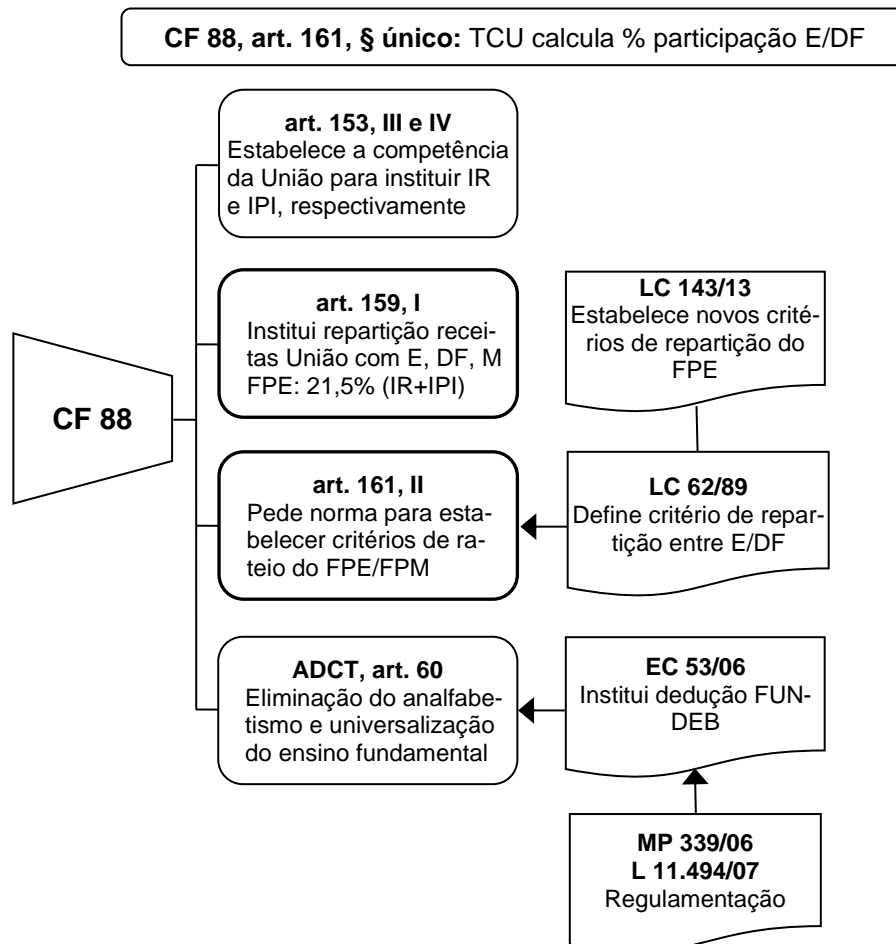 CF 88, art. 161, § único: TCU calcula % participação E/DF
art. 153, III e IV
Estabelece a competência
da União para instituir IR
e IPI, respectivamente
art. 159, I
Institui repartição recei-
tas União com E, DF, M
FPE: 21,5% (IR+IPI)
LC 143/13
Estabelece novos crité-
rios de repartição do
FPE
CF 88
art. 161, II
Pede norma para esta-
belecer critérios de ra-
teio do FPE/FPM
LC 62/89
Define critério de repar-
tição entre E/DF
ADCT, art. 60
Eliminação do analfabe-
tismo e universalização
do ensino fundamental
EC 53/06
Institui dedução FUN-
DEB
MP 339/06
L 11.494/07
Regulamentação